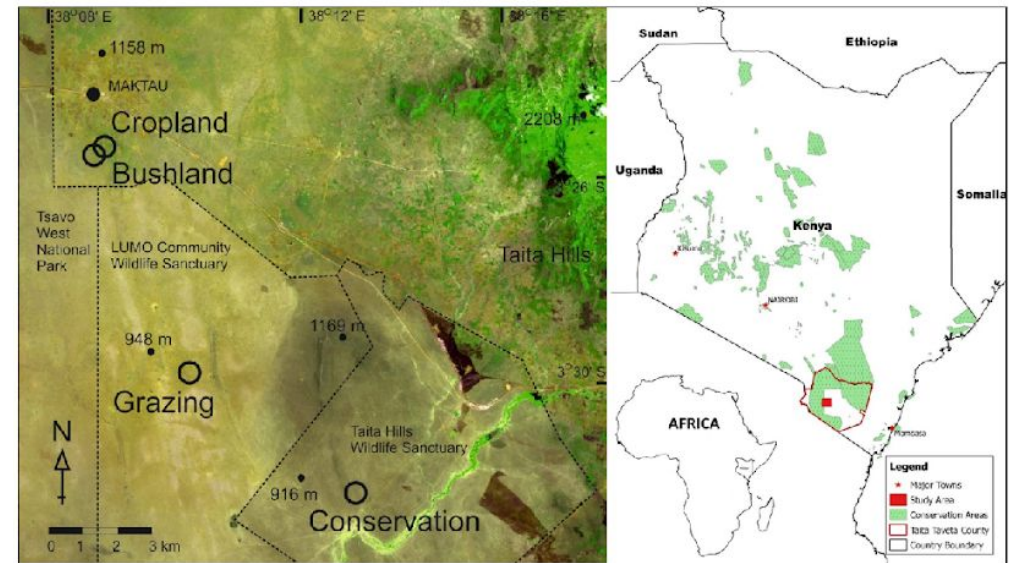 38°08' E
38°12' E
38°16' E
1158 m
MAKTAU
Cropland
Bushland
2208 m
3°26' S
Tsavo
West
National
Park
LUMO Community
Wildlife Sanctuary
Taita Hills
1169 m
948 m
3°30' S
Grazing
N
Taita Hills
Wildlife Sanctuary
916 m
Conservation
0 1 2 3 km
Sudan
Ethiopia
Uganda
Somalia
Kenya
NAIROBI
Mombasa
AFRICA
Legend
Major Towns
Study Area
Conservation Areas
Taita Taveta County
Country Boundary